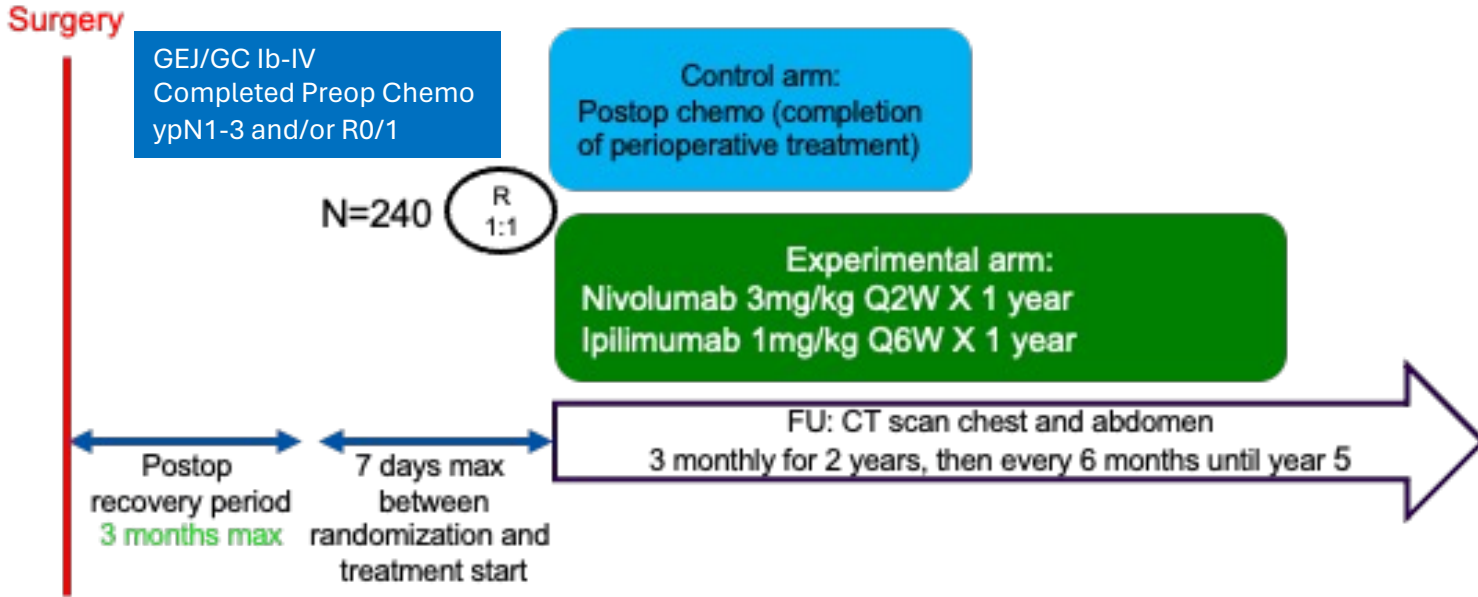 Surgery
GEJ/GC Ib-IV
Completed Preop Chemo
ypN1-3 and/or R0/1
Control arm:
Postop chemo (completion
of perioperative treatment)
N=240
R
1:1
Experimental arm:
Nivolumab 3mg/kg Q2W X 1 year
Ipilimumab 1mg/kg Q6W X 1 year
FU: CT scan chest and abdomen
3 monthly for 2 years, then every 6 months until year 5
Postop
recovery period
3 months max
7 days max
between
randomization and
treatment start